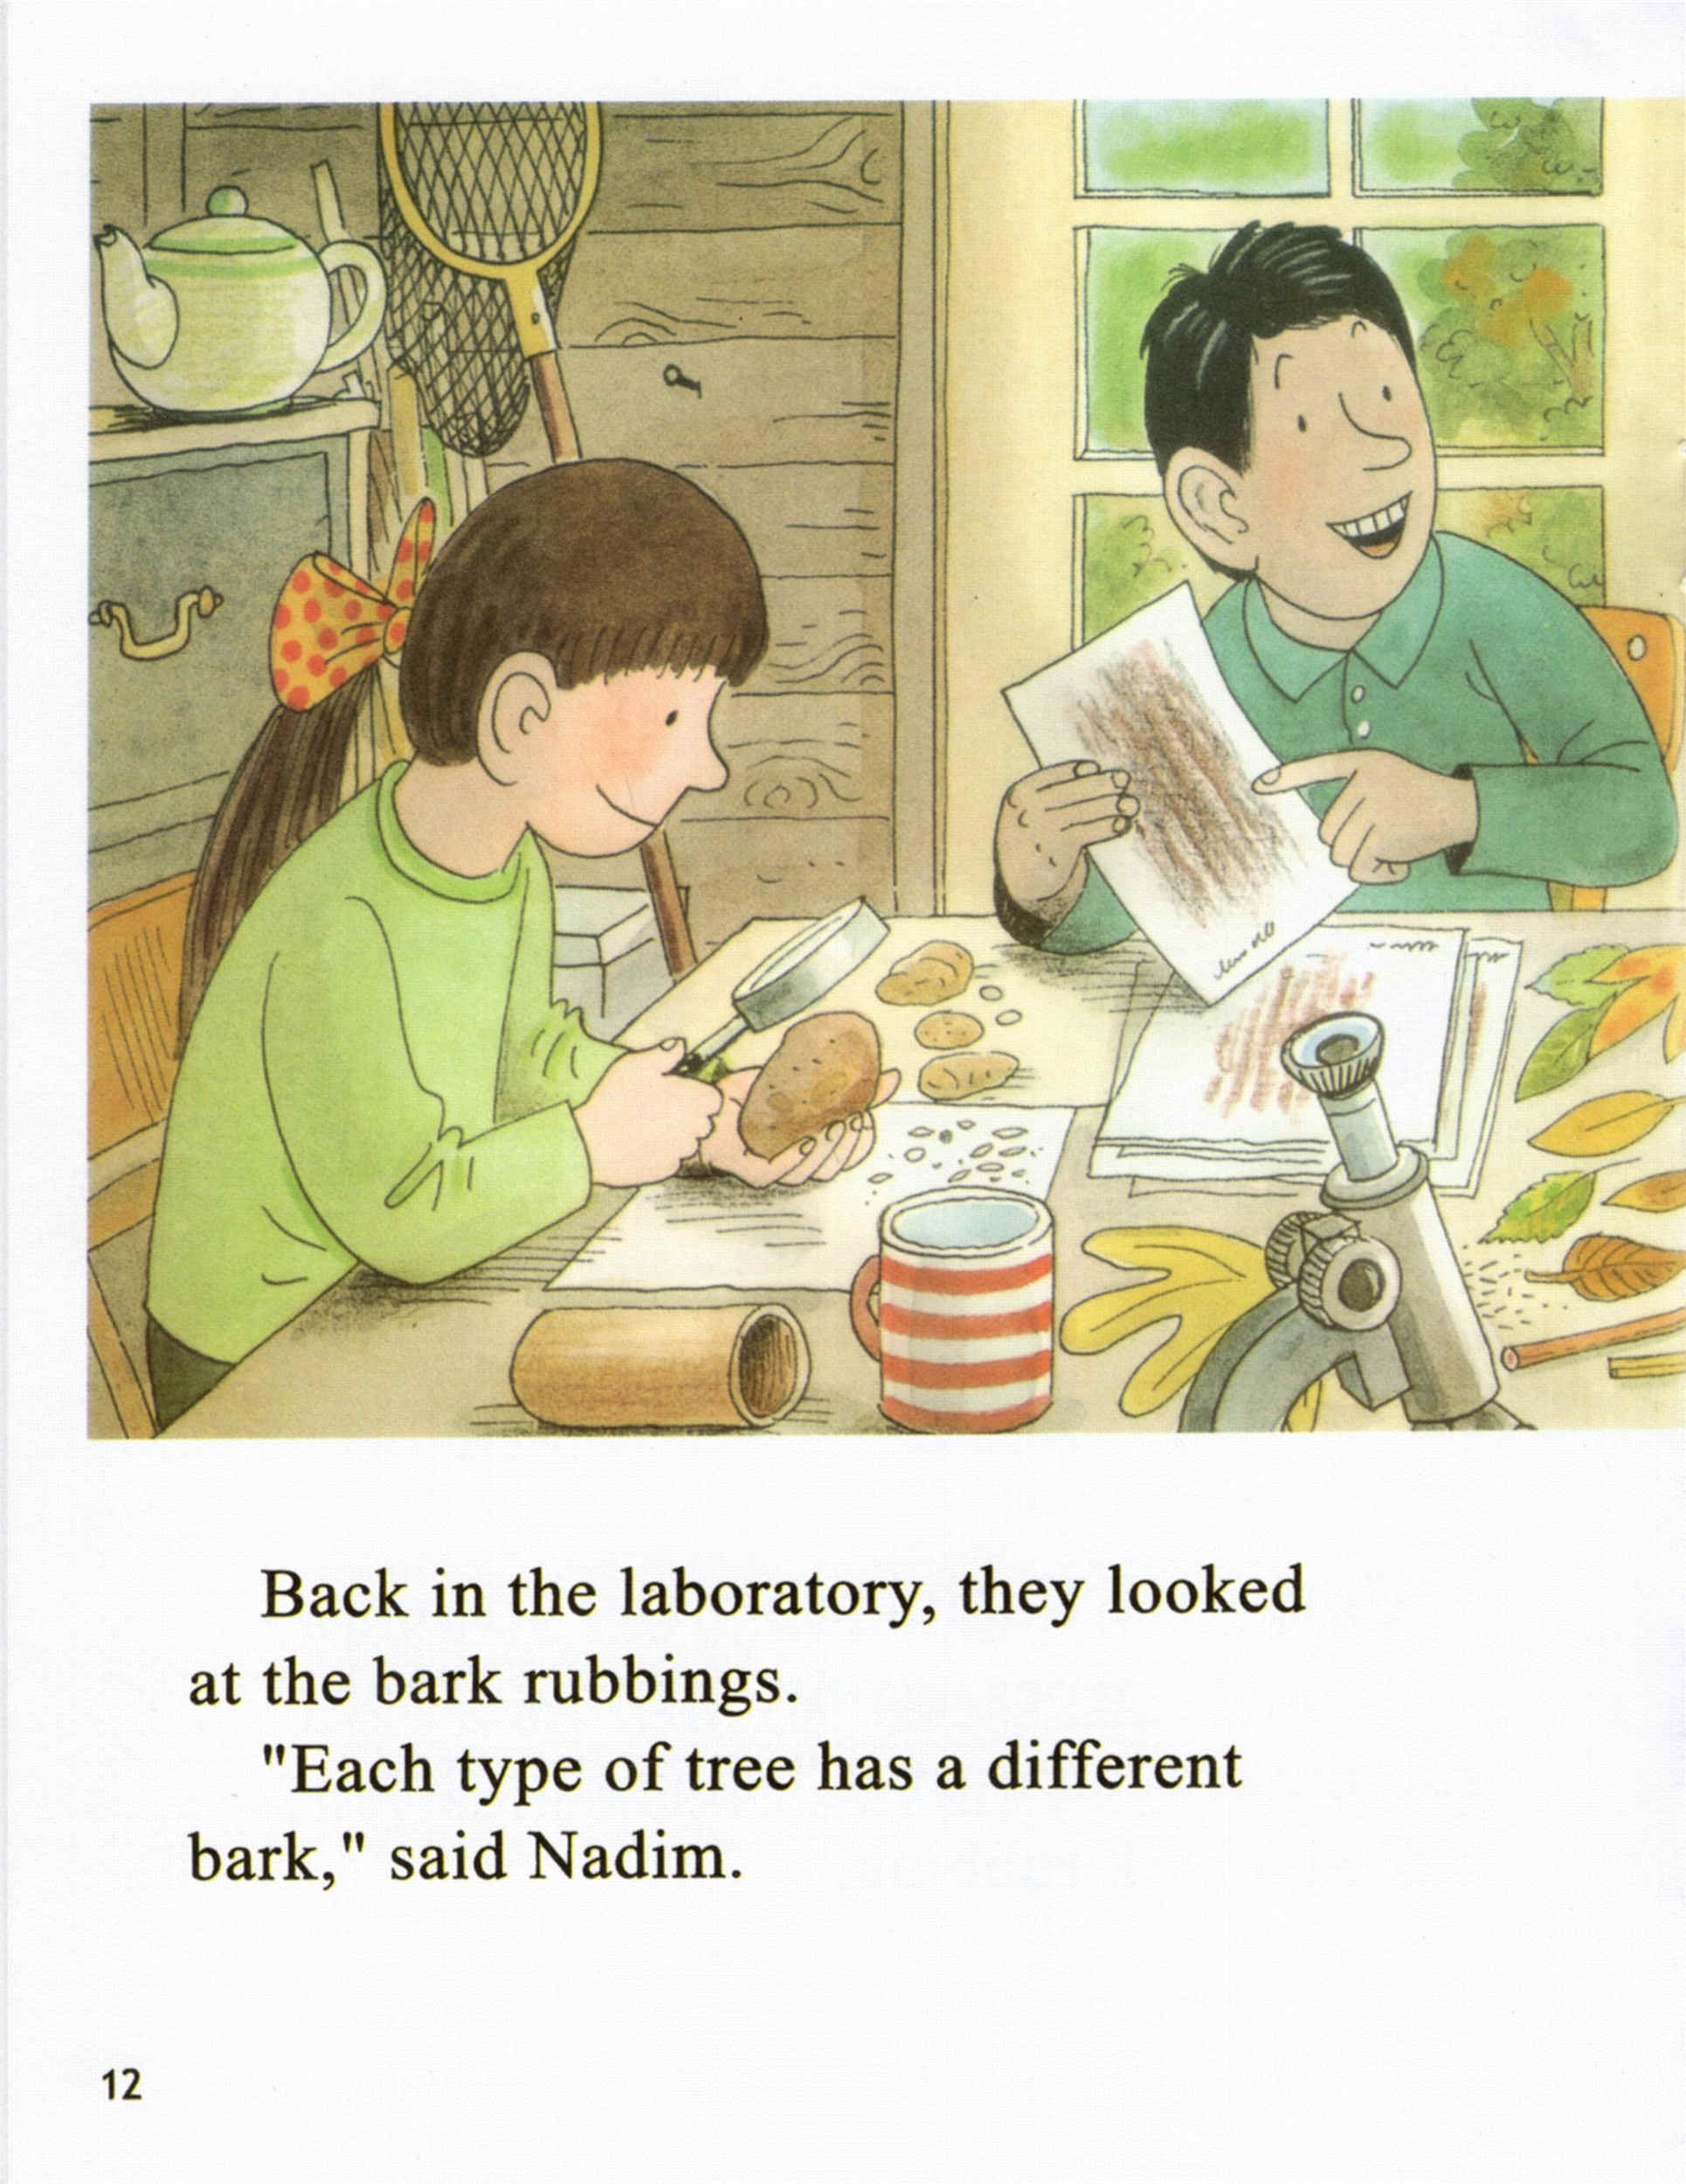 Back in the laboratory, they looked
at the bark rubbings.
"Each type of tree has a different
bark," said Nadim.
12